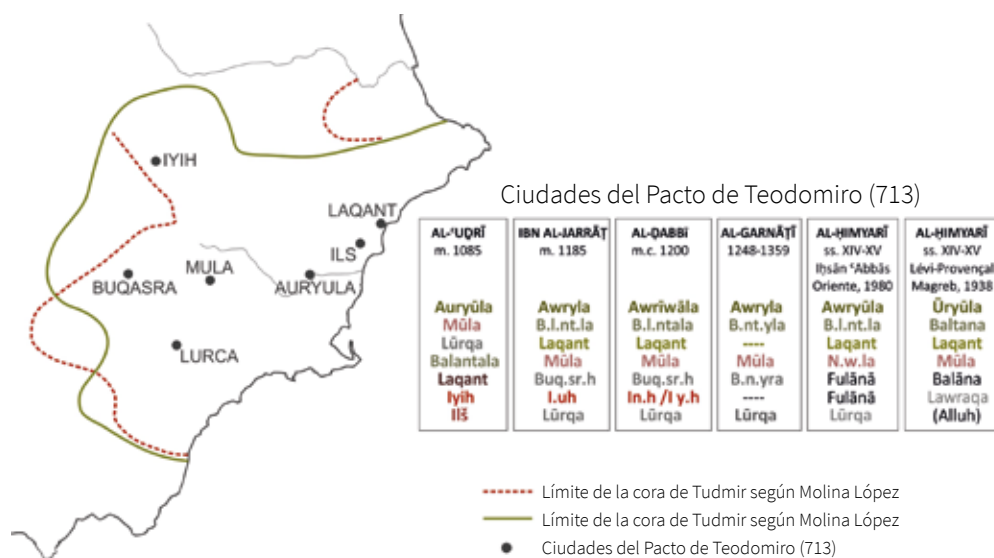 IYIH
LAQANT
ILS
MULA
AURYULA
BUQASRA
LURCA
Ciudades del Pacto de Teodomiro (713)
AL-ʿUḎRĪ
m. 1085
Auryūla
Mūla
Lūrqa
Balantala
Laqant
Iyih
Ilš
IBN AL-JARRĀṬ
m. 1185
Awryla
B.l.nt.la
Laqant
Mūla
Buq.sr.h
I.uh
Lūrqa
AL-ḌABBī
m.c. 1200
Awrīwāla
B.l.ntala
Laqant
Mūla
Buq.sr.h
In.h /I y.h
Lūrqa
AL-GARNĀṬĪ
1248-1359
Awryla
B.nt.yla
----
Mūla
B.n.yra
----
Lūrqa
AL-ḤIMYARĪ
ss. XIV-XV
Iḥsān ʿAbbās
Oriente, 1980
Awryūla
B.l.nt.la
Laqant
N.w.la
Fulānā
Fulānā
Lūrqa
AL-ḤIMYARĪ
ss. XIV-XV
Lévi-Provençal
Magreb, 1938
Ūryūla
Baltana
Laqant
Mūla
Balāna
Lawraqa
(Alluh)
Límite de la cora de Tudmir según Molina López
Límite de la cora de Tudmir según Molina López
Ciudades del Pacto de Teodomiro (713)